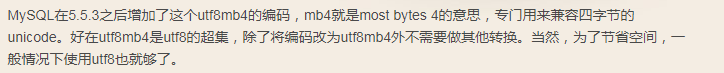 MySQL在5.5.3之后增加了这个utf8mb4的编码，mb4就是most bytes 4的意思，专门用来兼容四字节的
unicode。好在utf8mb4是utf8的超集，除了将编码改为utf8mb4外不需要做其他转换。当然，为了节省空间，一
般情况下使用utf8也就够了。